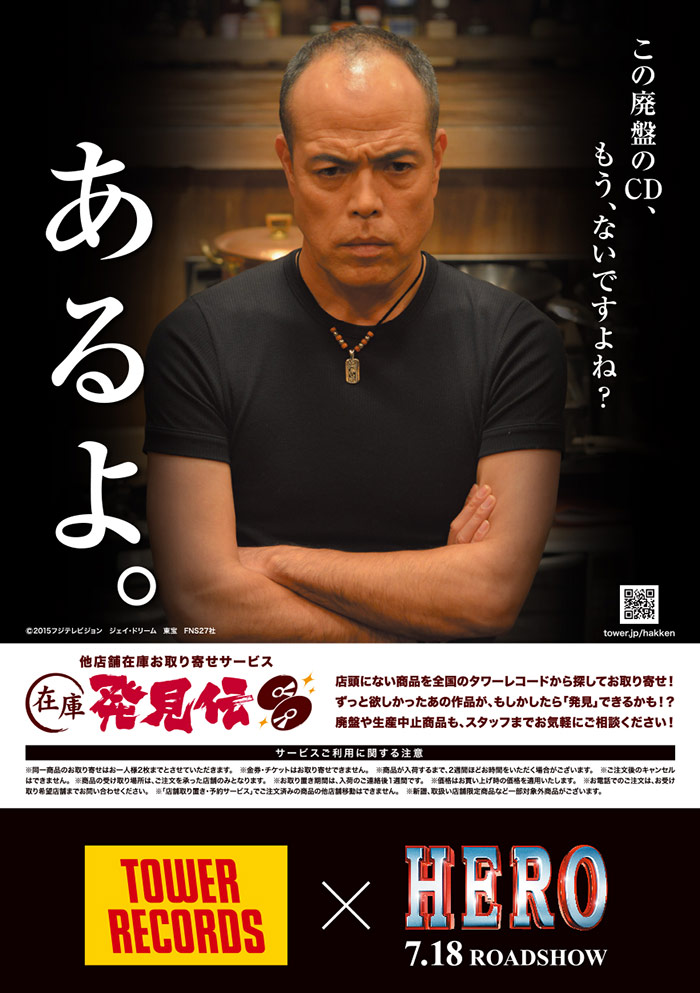 この廃盤のCD、
もう、ないですよね?
あるよ。
©2015フジテレビジョン　ジェイ・ドリーム　東宝　FNS27社
tower.jp/hakken
他店舗在庫お取り寄せサービス
在庫 発見伝
店頭にない商品を全国のタワーレコードから探してお取り寄せ!
ずっと欲しかったあの作品が、もしかしたら「発見」できるかも!?
廃盤や生産中止商品も、スタッフまでお気軽にご相談ください!
サービスご利用に関する注意
※同一商品のお取り寄せはお一人様2枚までとさせていただきます。　※金券・チケットはお取り寄せできません。　※商品が入荷するまで、2週間ほどお時間をいただく場合がございます。　※ご注文後のキャンセル
はできません。　※商品の受け取り場所は、ご注文を承った店舗のみとなります。　※お取り置き期間は、入荷のご連絡後1週間です。　※価格はお買い上げ時の価格を適用いたします。　※お電話でのご注文は、お受け
取り希望店舗までお問い合わせください。　※「店舗取り置き・予約サービス」でご注文済みの商品の他店舗移動はできません。　※新譜、取扱い店舗限定商品など一部対象外商品がございます。
TOWER
RECORDS
×
HERO
7.18 ROADSHOW